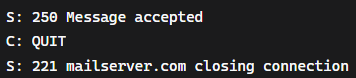 S: 250 Message accepted
C: QUIT
S: 221 mailserver.com closing connection